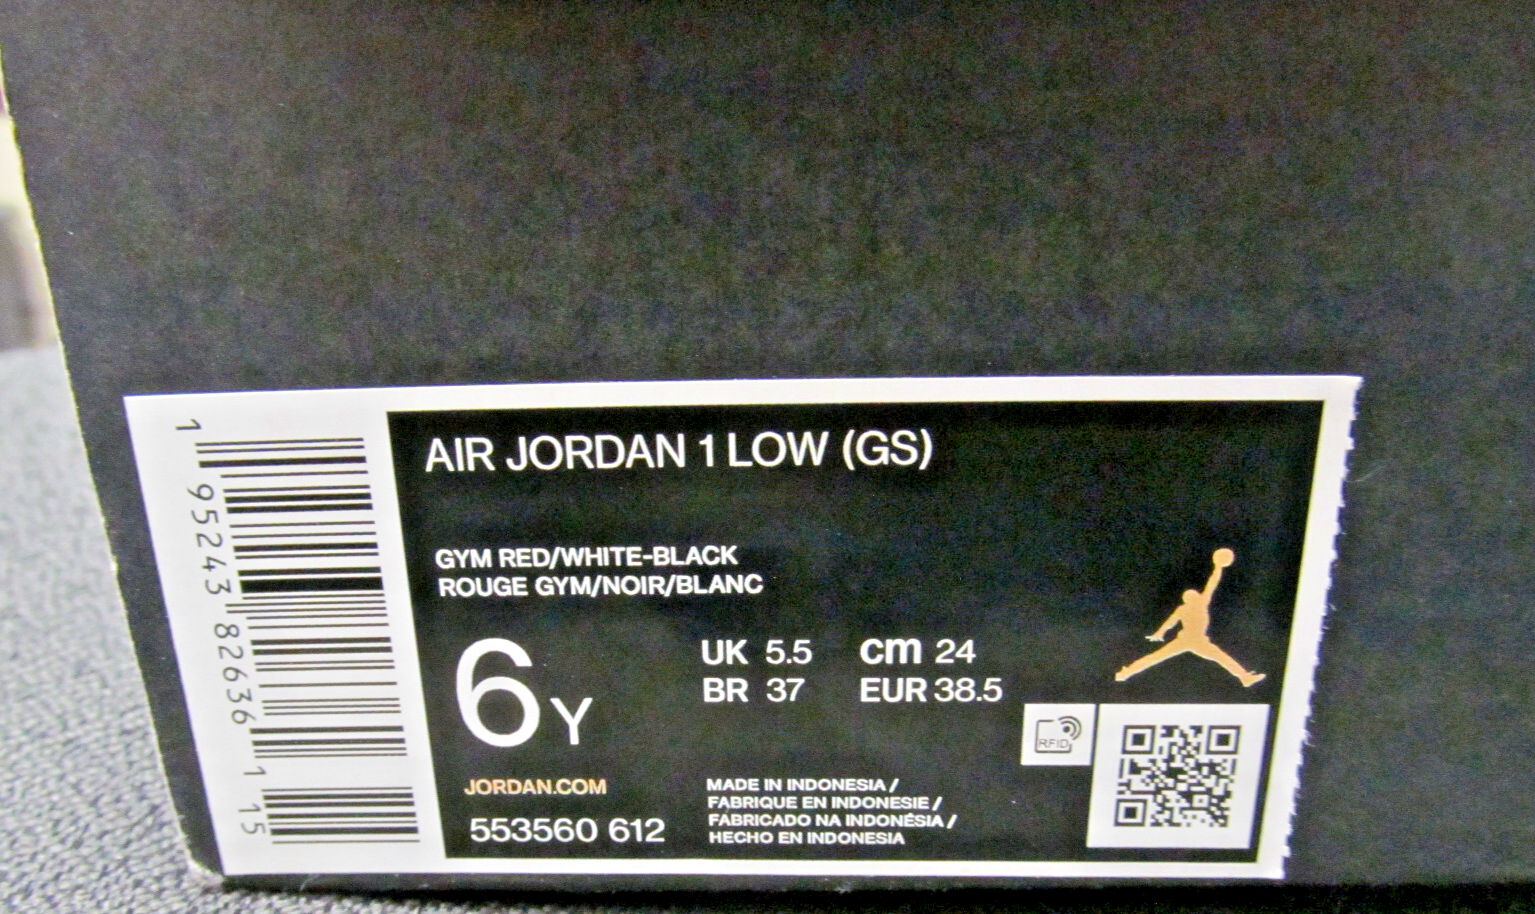 AIR JORDAN 1 LOW (GS)
GYM RED/WHITE-BLACK
ROUGE GYM/NOIR/BLANC
6Y
UK 5.5 cm 24
BR 37 EUR 38.5
JORDAN.COM
553560 612
MADE IN INDONESIA /
FABRIQUE EN INDONESIE /
FABRICADO NA INDONÉSIA /
HECHO EN INDONESIA
RFID
1 95243 82636 1 15